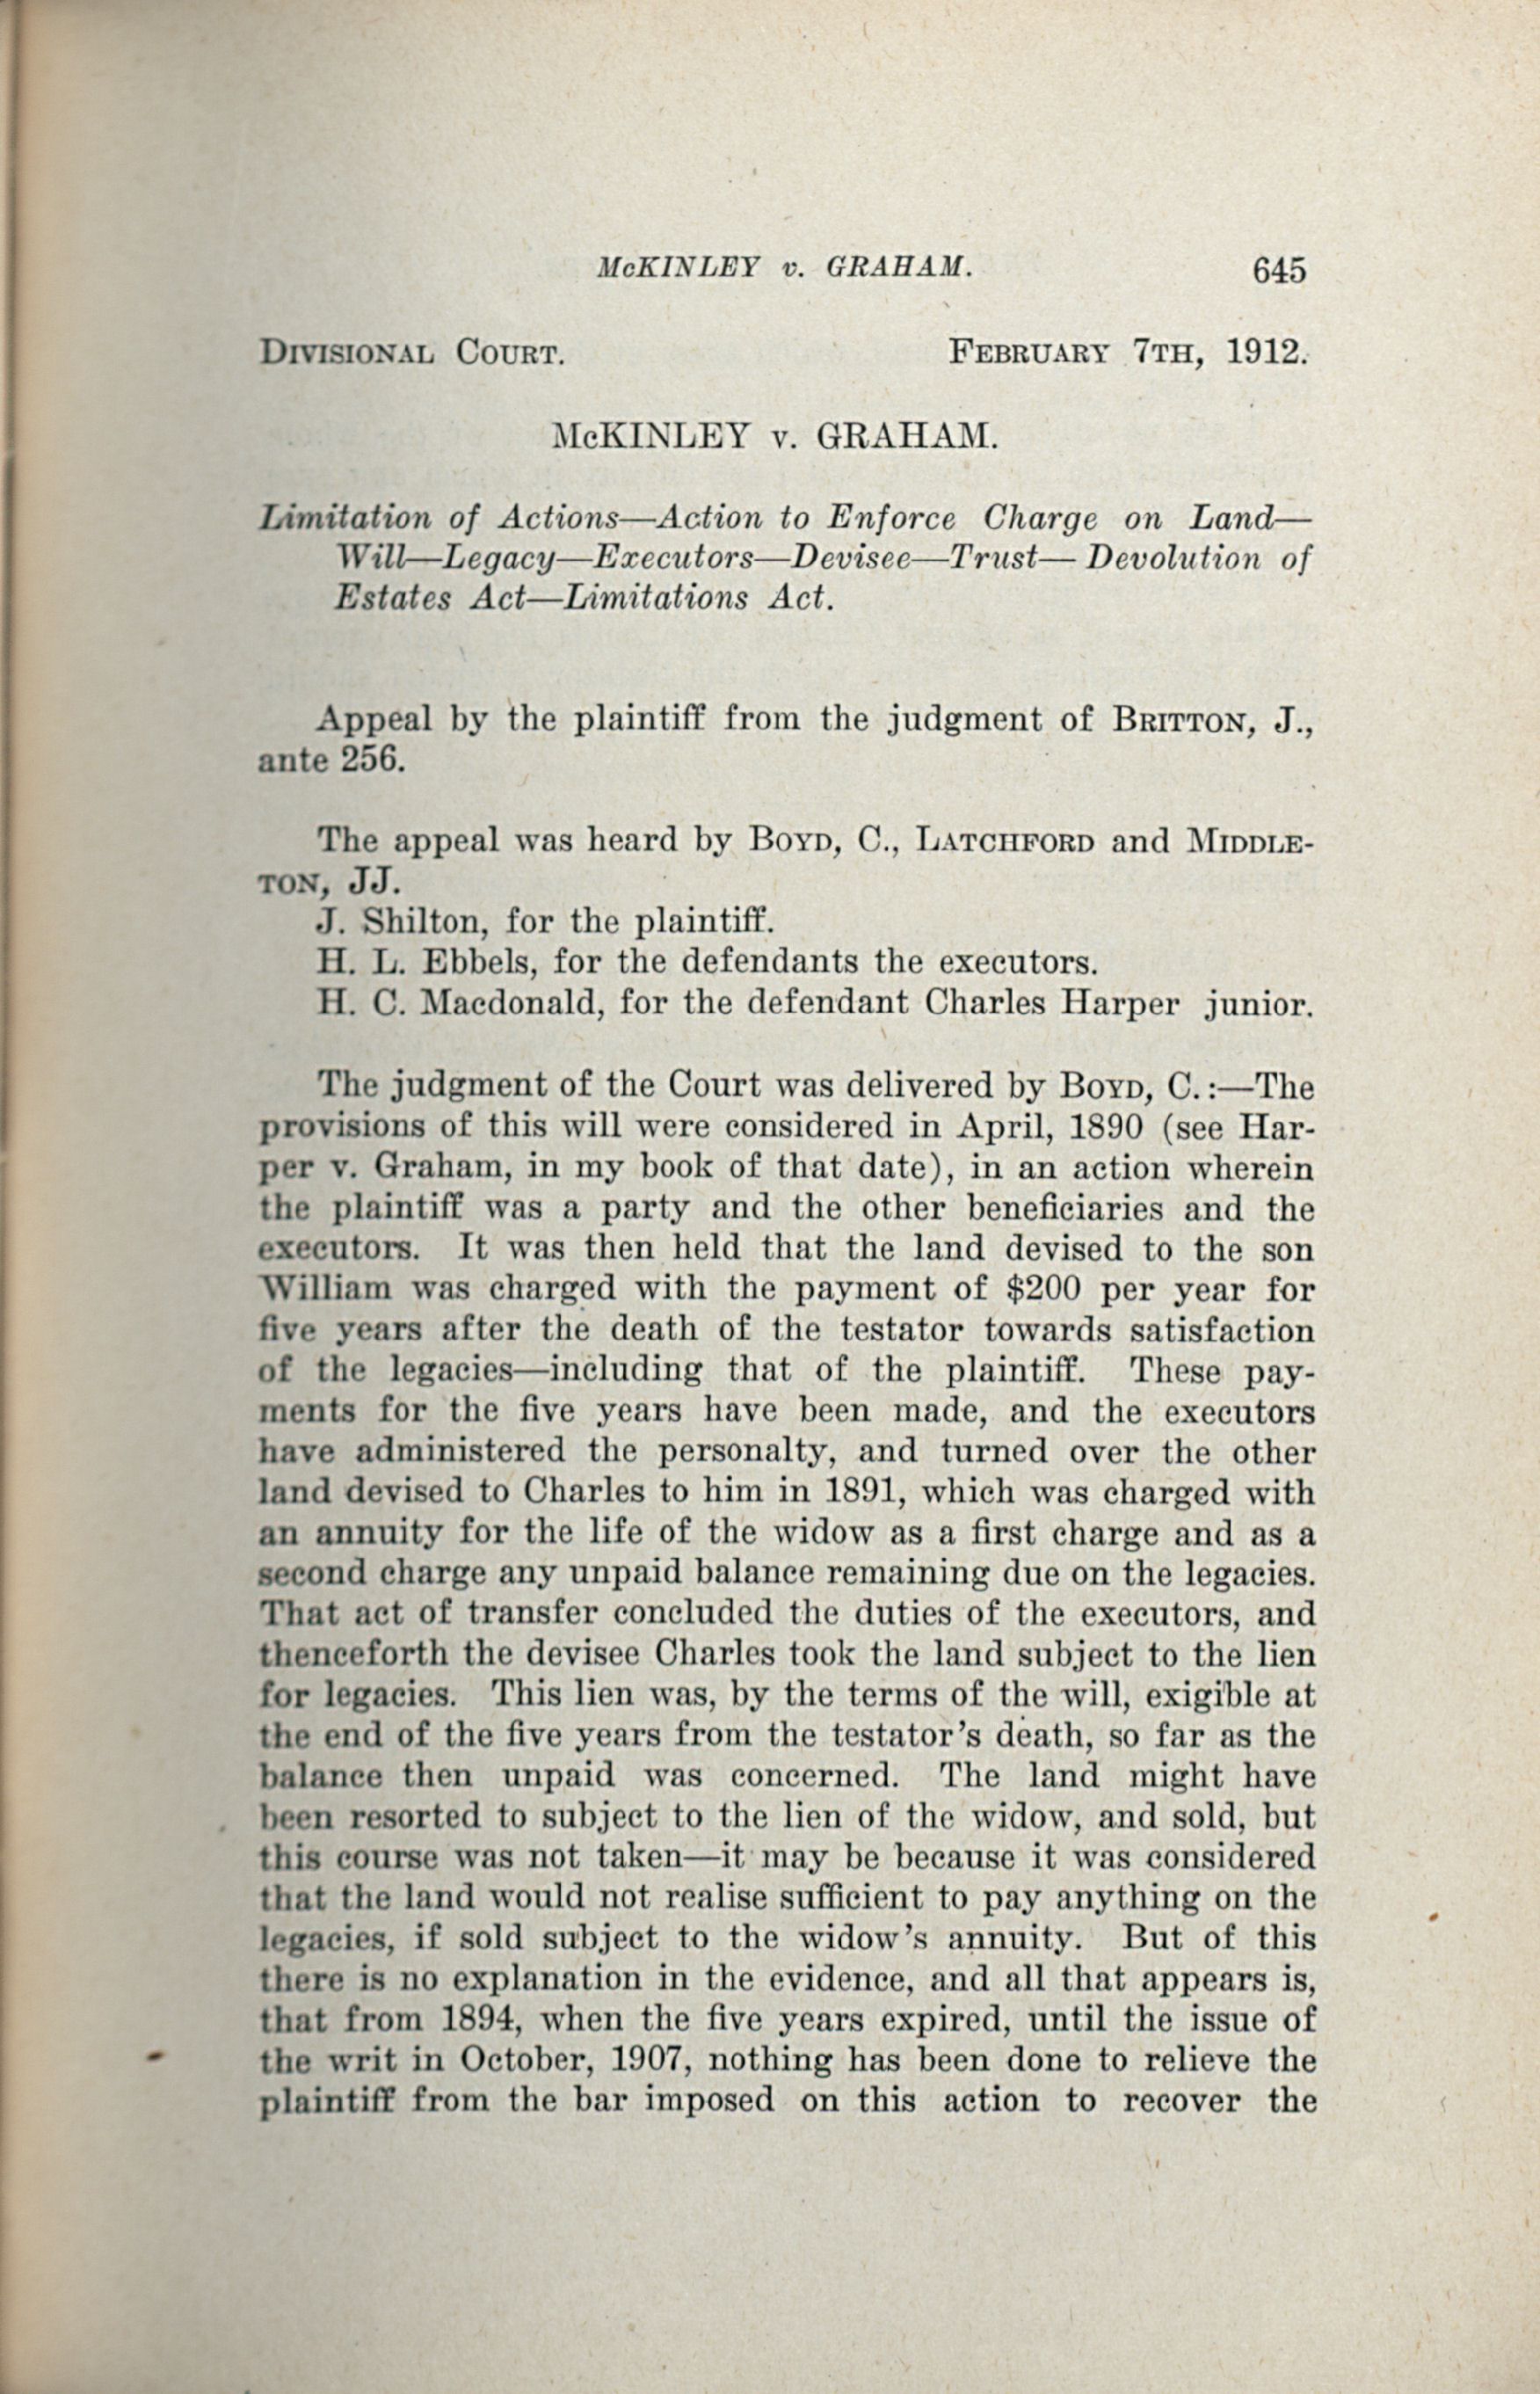 McKINLEY v. GRAHAM. 645
DIVISIONAL COURT. FEBRUARY 7TH, 1912.
McKINLEY v. GRAHAM.
Limitation of Actions—Action to Enforce Charge on Land—
Will—Legacy—Executors—Devisee—Trust— Devolution of
Estates Act—Limitations Act.
Appeal by the plaintiff from the judgment of BRITTON, J.,
ante 256.
The appeal was heard by BOYD, C., LATCHFORD and MIDDLE-
TON, JJ.
J. Shilton, for the plaintiff.
H. L. Ebbels, for the defendants the executors.
H. C. Macdonald, for the defendant Charles Harper junior.
The judgment of the Court was delivered by BOYD, C.:—The
provisions of this will were considered in April, 1890 (see Har-
per v. Graham, in my book of that date), in an action wherein
the plaintiff was a party and the other beneficiaries and the
executors. It was then held that the land devised to the son
William was charged with the payment of $200 per year for
five years after the death of the testator towards satisfaction
of the legacies—including that of the plaintiff. These pay-
ments for the five years have been made, and the executors
have administered the personalty, and turned over the other
land devised to Charles to him in 1891, which was charged with
an annuity for the life of the widow as a first charge and as a
second charge any unpaid balance remaining due on the legacies.
That act of transfer concluded the duties of the executors, and
thenceforth the devisee Charles took the land subject to the lien
for legacies. This lien was, by the terms of the will, exigible at
the end of the five years from the testator's death, so far as the
balance then unpaid was concerned. The land might have
been resorted to subject to the lien of the widow, and sold, but
this course was not taken—it may be because it was considered
that the land would not realise sufficient to pay anything on the
legacies, if sold subject to the widow's annuity. But of this
there is no explanation in the evidence, and all that appears is,
that from 1894, when the five years expired, until the issue of
the writ in October, 1907, nothing has been done to relieve the
plaintiff from the bar imposed on this action to recover the